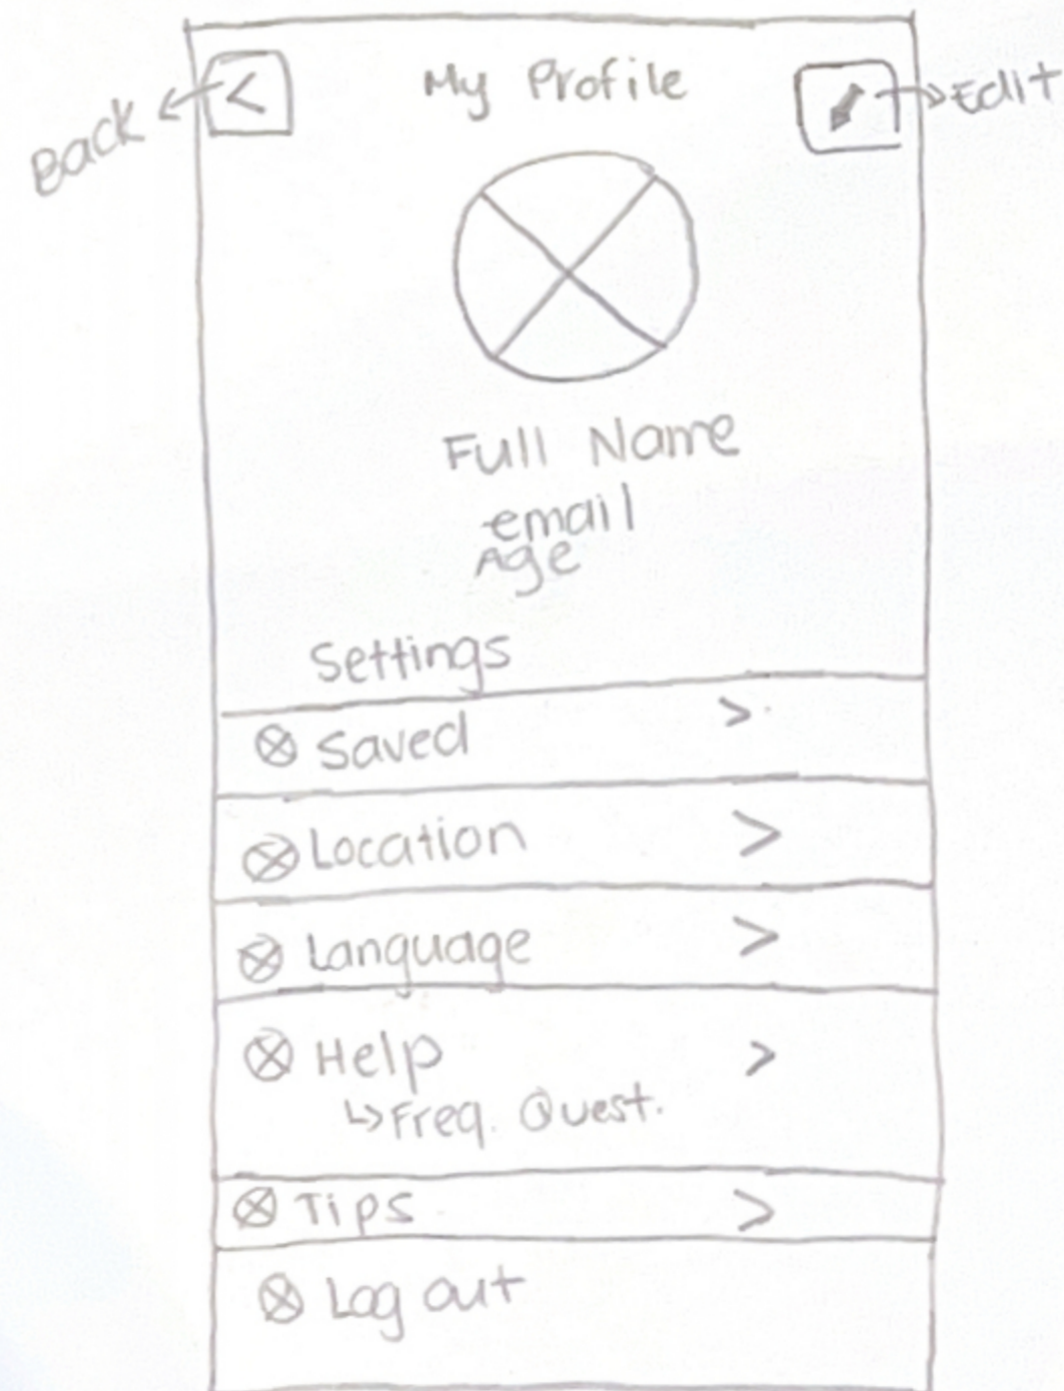 My Profile
Back
Edit
Full Name
email
Age
Settings
Saved
Location
Language
Help
↳Freq. Quest.
Tips
Log out